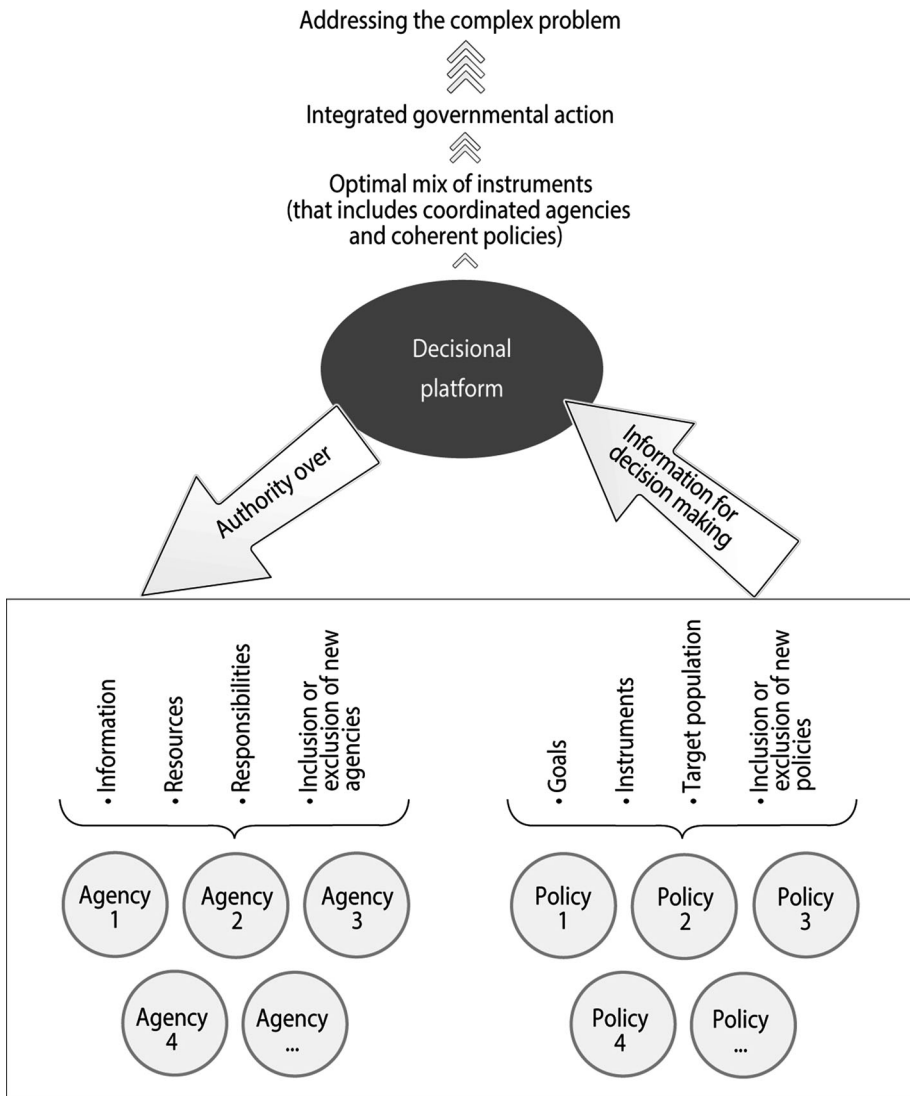 Addressing the complex problem
Integrated governmental action
Optimal mix of instruments
(that includes coordinated agencies
and coherent policies)
Decisional
platform
Authority over
Information for
decision making
• Information
• Resources
• Responsibilities
• Inclusion or
exclusion of new
agencies
• Goals
• Instruments
• Target population
• Inclusion or
exclusion of new
policies
Agency
1
Agency
2
Agency
3
Agency
4
Agency
...
Policy
1
Policy
2
Policy
3
Policy
4
Policy
...